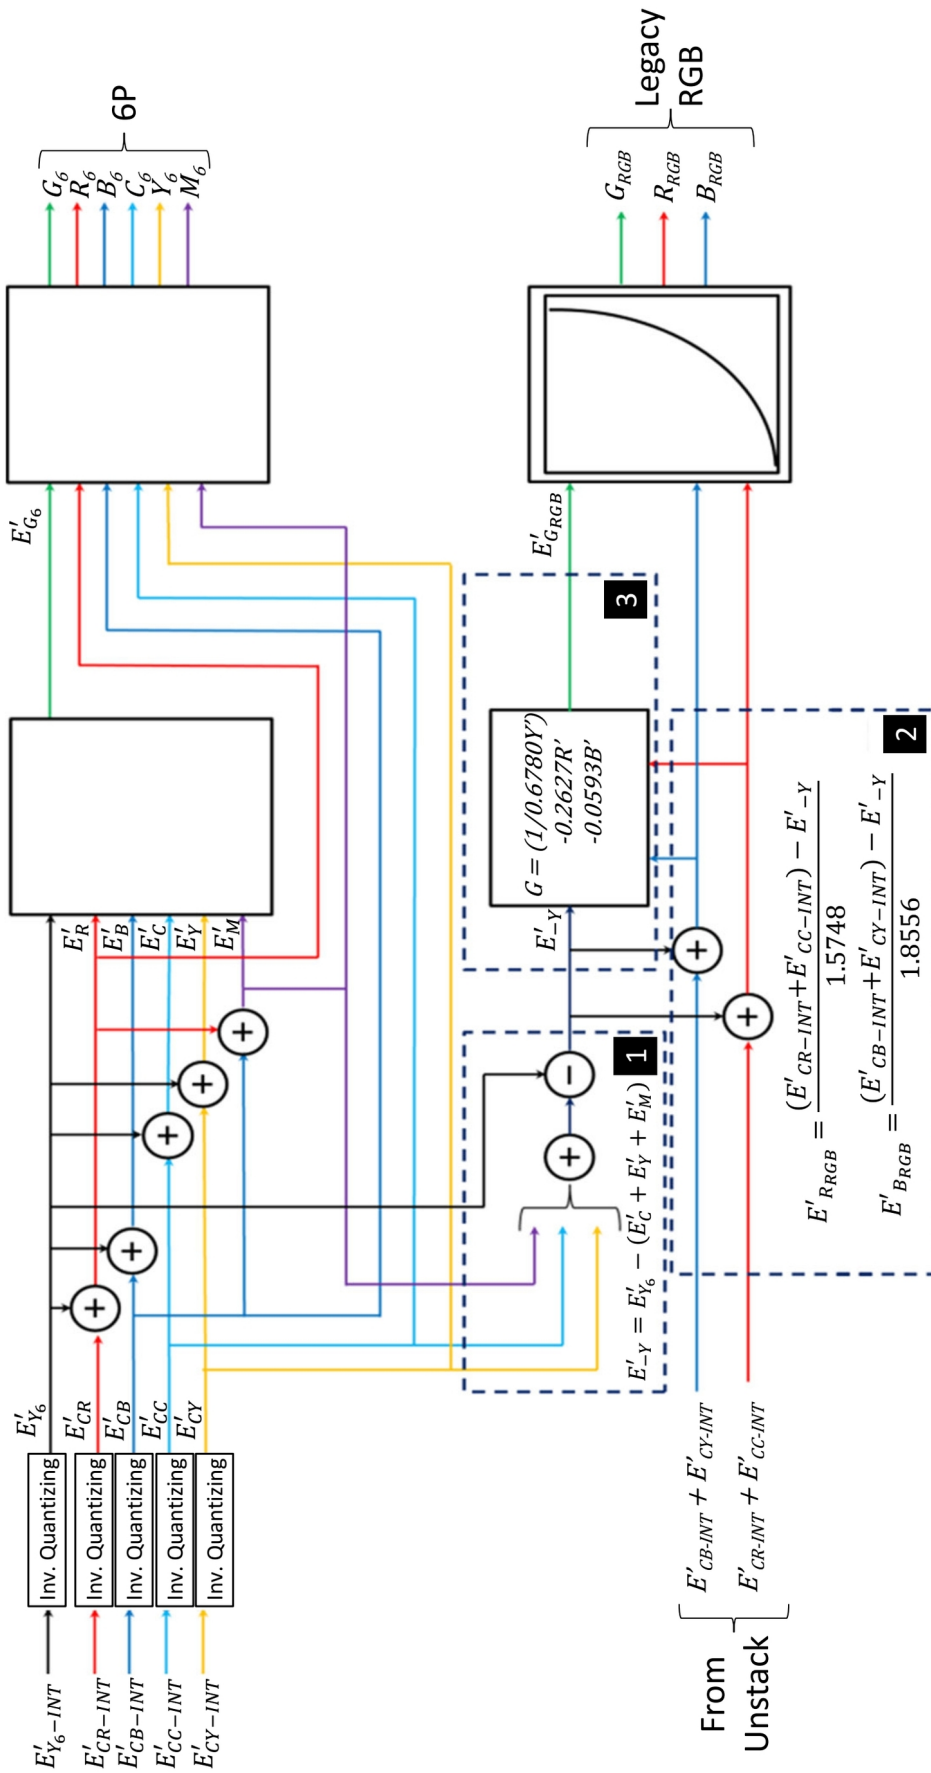 E'Y6-INT
E'CR-INT
E'CB-INT
E'CC-INT
E'CY-INT
Inv. Quantizing
Inv. Quantizing
Inv. Quantizing
Inv. Quantizing
Inv. Quantizing
E'Y6
E'CR
E'CB
E'CC
E'CY
+
+
+
+
+
E'R
E'B
E'C
E'Y
E'M
E'G6
G6
R6
B6
C6
Y6
M6
6P
+
−
E'-Y = E'Y6 − (E'C + E'Y + E'M)
1
E'-Y
G = (1/0.6780Y')
-0.2627R'
-0.0593B'
3
E'GRGB
From
Unstack
E'CB-INT + E'CY-INT
E'CR-INT + E'CC-INT
+
+
E'RRGB = (E'CR−INT+E'CC−INT) − E'−Y
1.5748
E'BRGB = (E'CB−INT+E'CY−INT) − E'−Y
1.8556
2
GRGB
RRGB
BRGB
Legacy
RGB